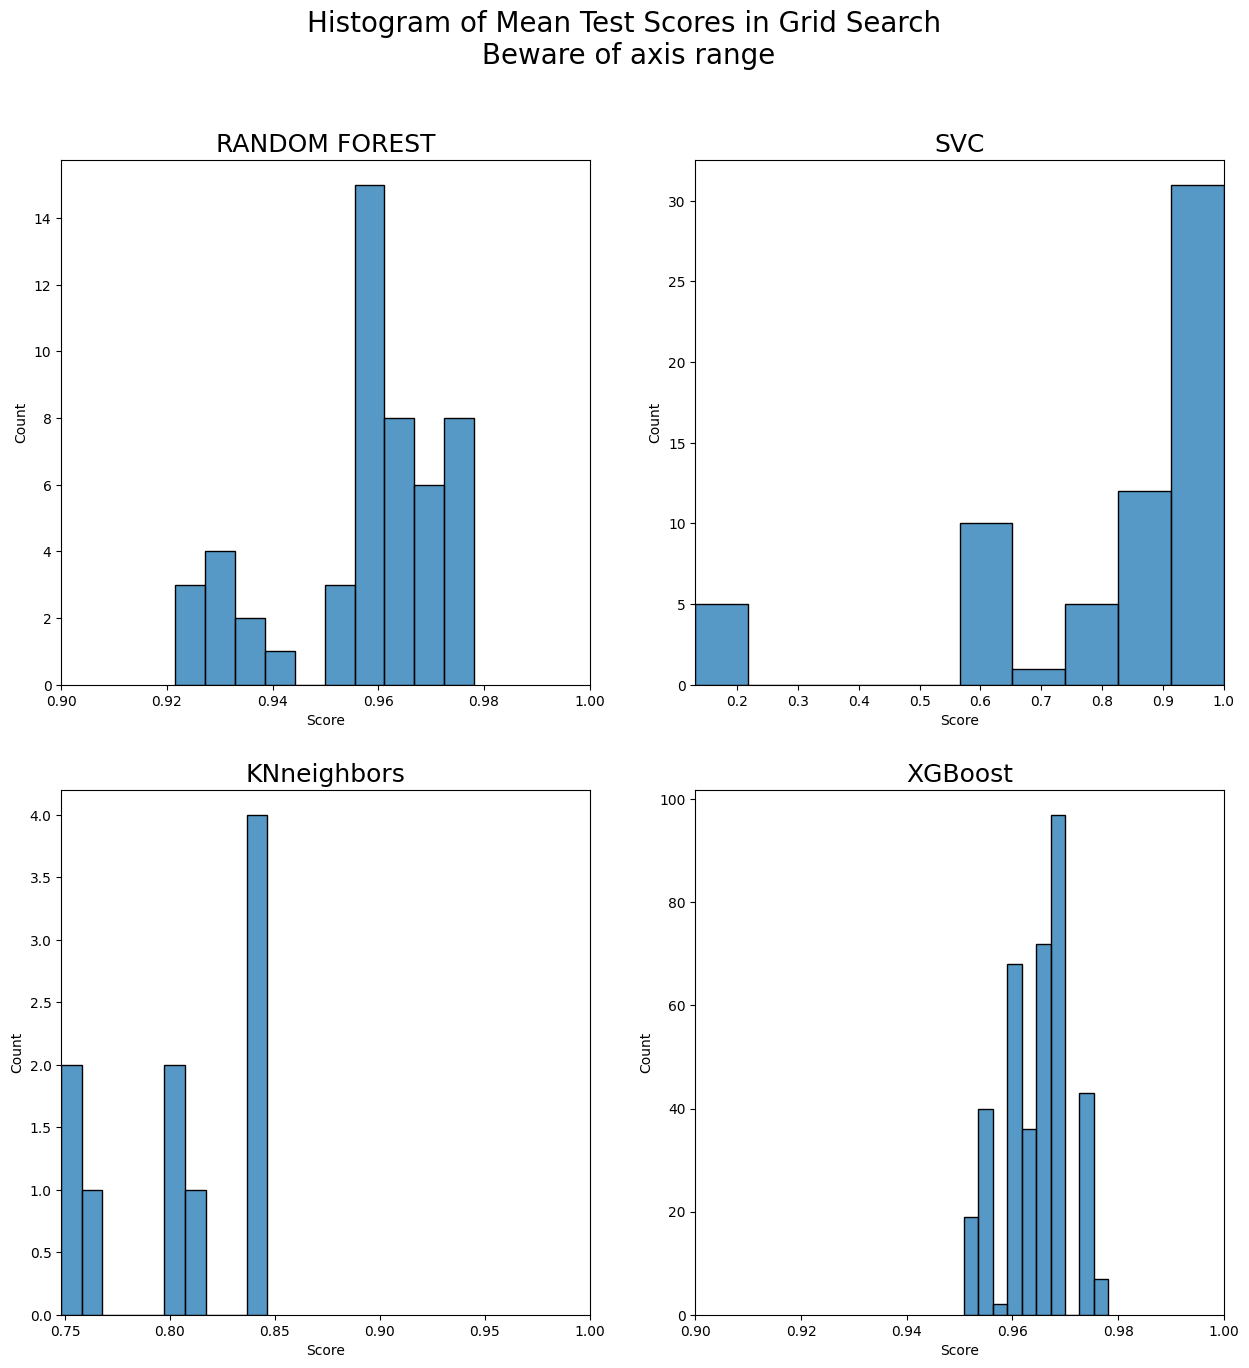 Histogram of Mean Test Scores in Grid Search
Beware of axis range
RANDOM FOREST
Count
14
12
10
8
6
4
2
0
0.90 0.92 0.94 0.96 0.98 1.00
Score
SVC
Count
30
25
20
15
10
5
0
0.2 0.3 0.4 0.5 0.6 0.7 0.8 0.9 1.0
Score
KNneighbors
Count
4.0
3.5
3.0
2.5
2.0
1.5
1.0
0.5
0.0
0.75 0.80 0.85 0.90 0.95 1.00
Score
XGBoost
Count
100
80
60
40
20
0
0.90 0.92 0.94 0.96 0.98 1.00
Score